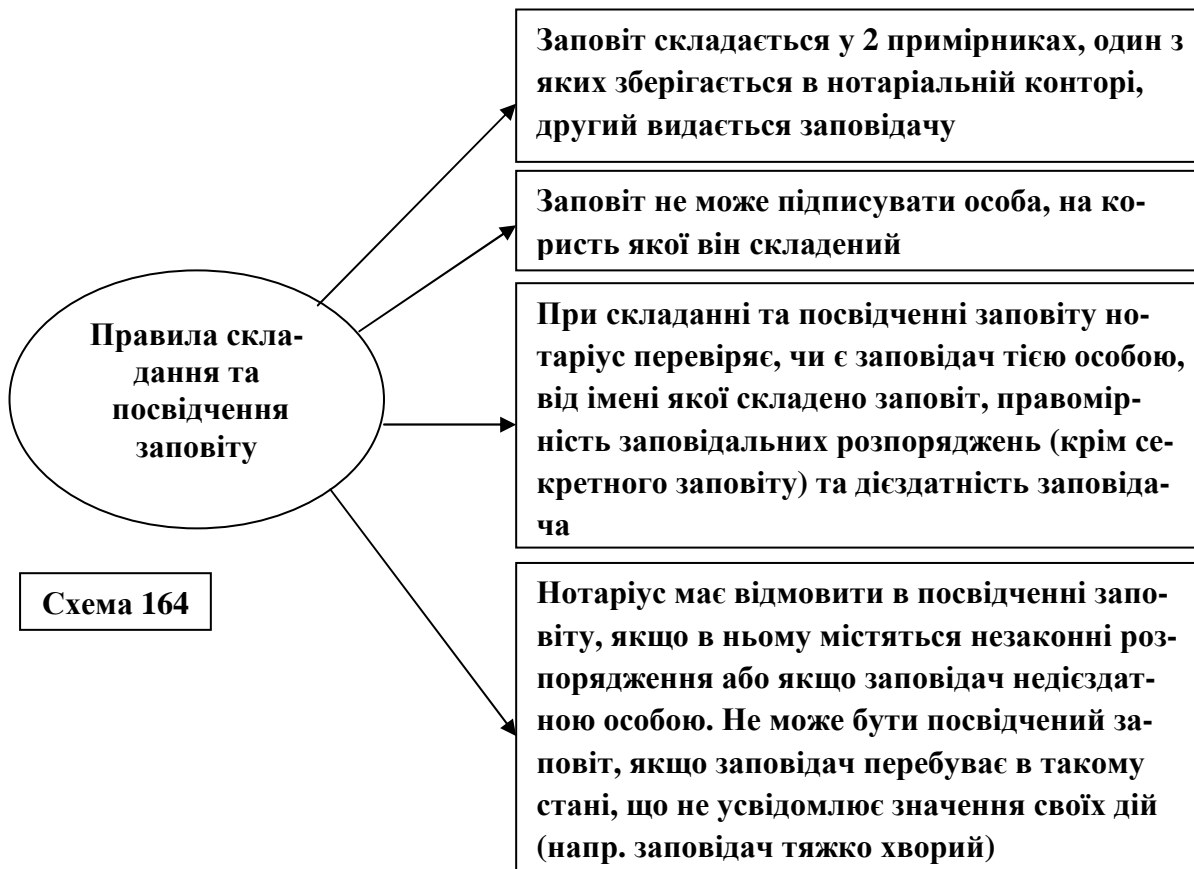 Правила скла-
дання та
посвідчення
заповіту
Схема 164
Заповіт складається у 2 примірниках, один з
яких зберігається в нотаріальній конторі,
другий видається заповідачу
Заповіт не може підписувати особа, на ко-
ристь якої він складений
При складанні та посвідченні заповіту но-
таріус перевіряє, чи є заповідач тією особою,
від імені якої складено заповіт, правомір-
ність заповідальних розпоряджень (крім се-
кретного заповіту) та дієздатність заповіда-
ча
Нотаріус має відмовити в посвідченні запо-
віту, якщо в ньому містяться незаконні роз-
порядження або якщо заповідач недієздат-
ною особою. Не може бути посвідчений за-
повіт, якщо заповідач перебуває в такому
стані, що не усвідомлює значення своїх дій
(напр. заповідач тяжко хворий)